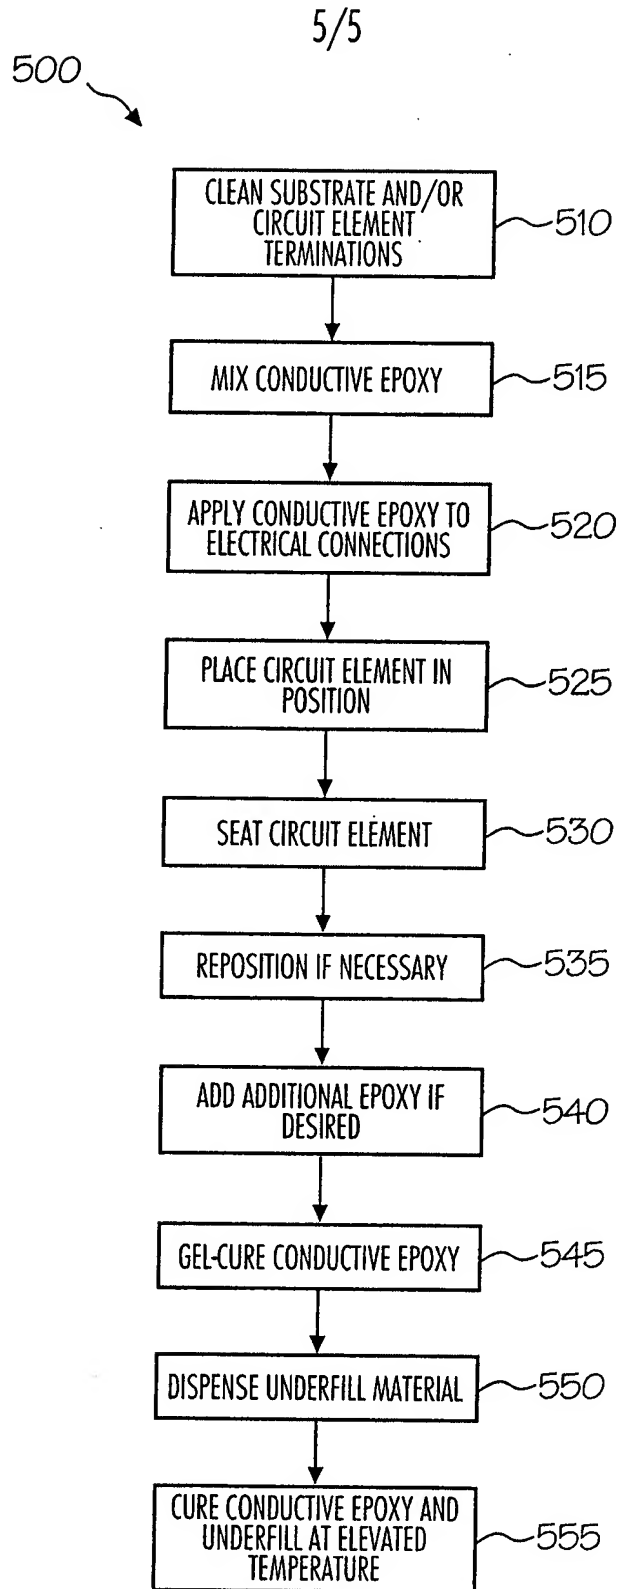 5/5
500
CLEAN SUBSTRATE AND/OR
CIRCUIT ELEMENT
TERMINATIONS
510
MIX CONDUCTIVE EPOXY
515
APPLY CONDUCTIVE EPOXY TO
ELECTRICAL CONNECTIONS
520
PLACE CIRCUIT ELEMENT IN
POSITION
525
SEAT CIRCUIT ELEMENT
530
REPOSITION IF NECESSARY
535
ADD ADDITIONAL EPOXY IF
DESIRED
540
GEL-CURE CONDUCTIVE EPOXY
545
DISPENSE UNDERFILL MATERIAL
550
CURE CONDUCTIVE EPOXY AND
UNDERFILL AT ELEVATED
TEMPERATURE
555